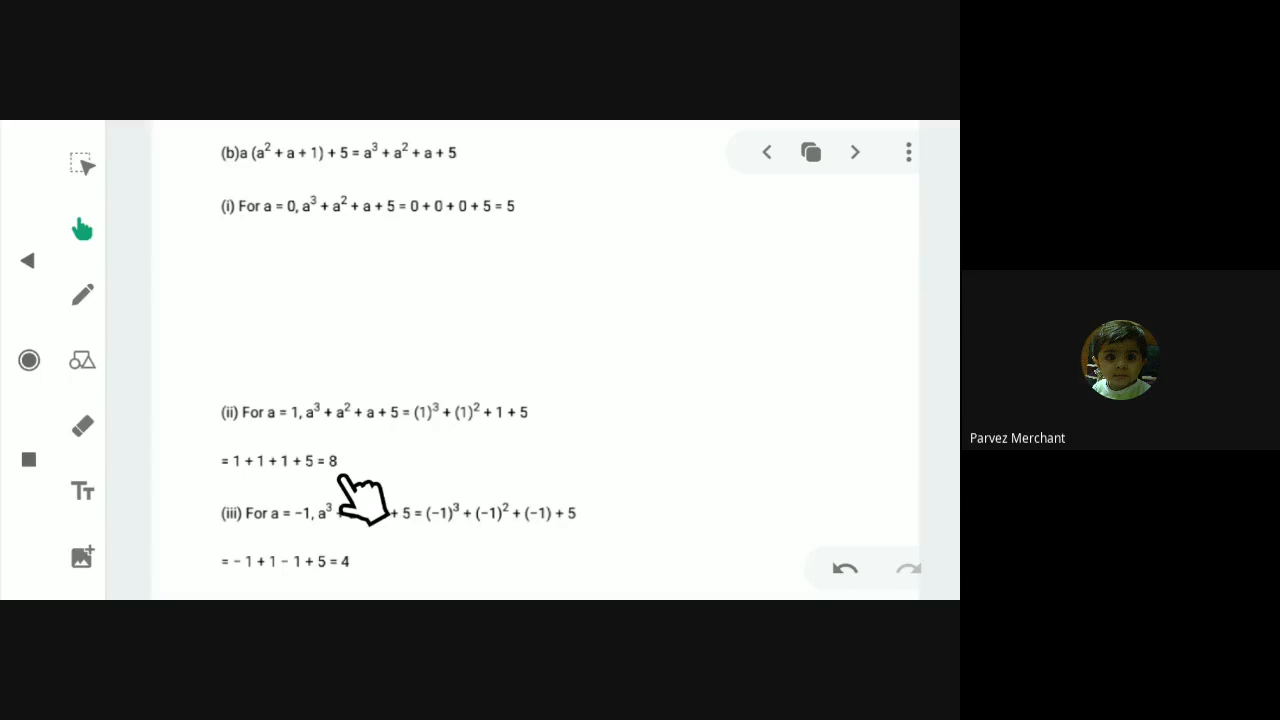 (b)a (a² + a + 1) + 5 = a³ + a² + a + 5
(i) For a = 0, a³ + a² + a + 5 = 0 + 0 + 0 + 5 = 5
(ii) For a = 1, a³ + a² + a + 5 = (1)³ + (1)² + 1 + 5
= 1 + 1 + 1 + 5 = 8
(iii) For a = −1, a³ + 5 = (−1)³ + (−1)² + (−1) + 5
= − 1 + 1 − 1 + 5 = 4
Tт
Parvez Merchant